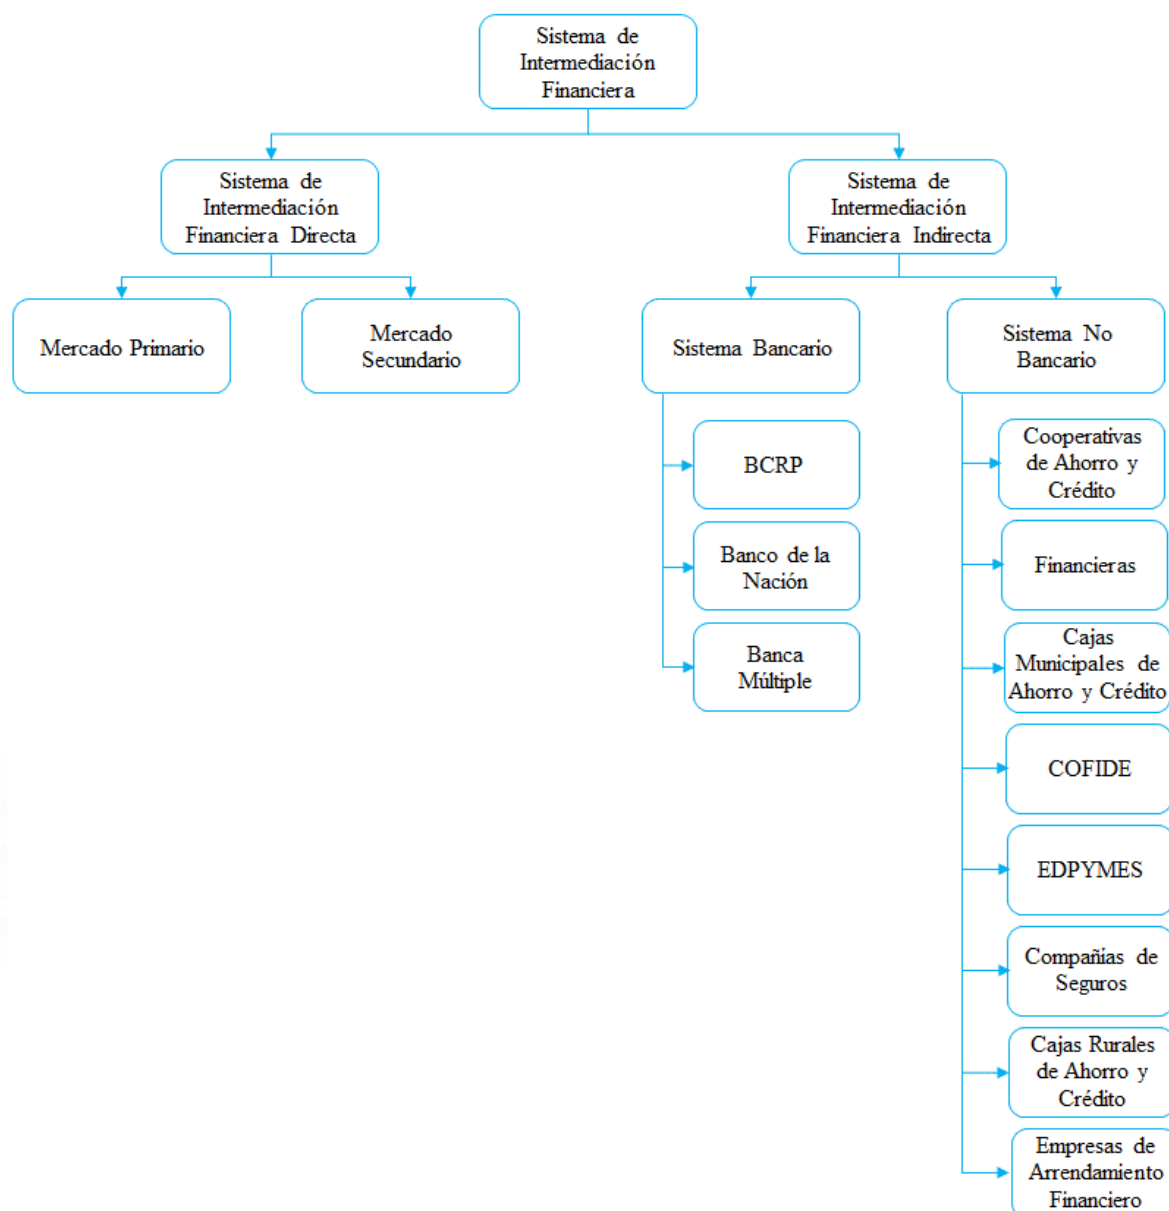 Sistema de
Intermediación
Financiera
Sistema de
Intermediación
Financiera Directa
Sistema de
Intermediación
Financiera Indirecta
Mercado Primario
Mercado
Secundario
Sistema Bancario
Sistema No
Bancario
BCRP
Banco de la
Nación
Banca
Múltiple
Cooperativas
de Ahorro y
Crédito
Financieras
Cajas
Municipales de
Ahorro y Crédito
COFIDE
EDPYMES
Compañías de
Seguros
Cajas Rurales
de Ahorro y
Crédito
Empresas de
Arrendamiento
Financiero